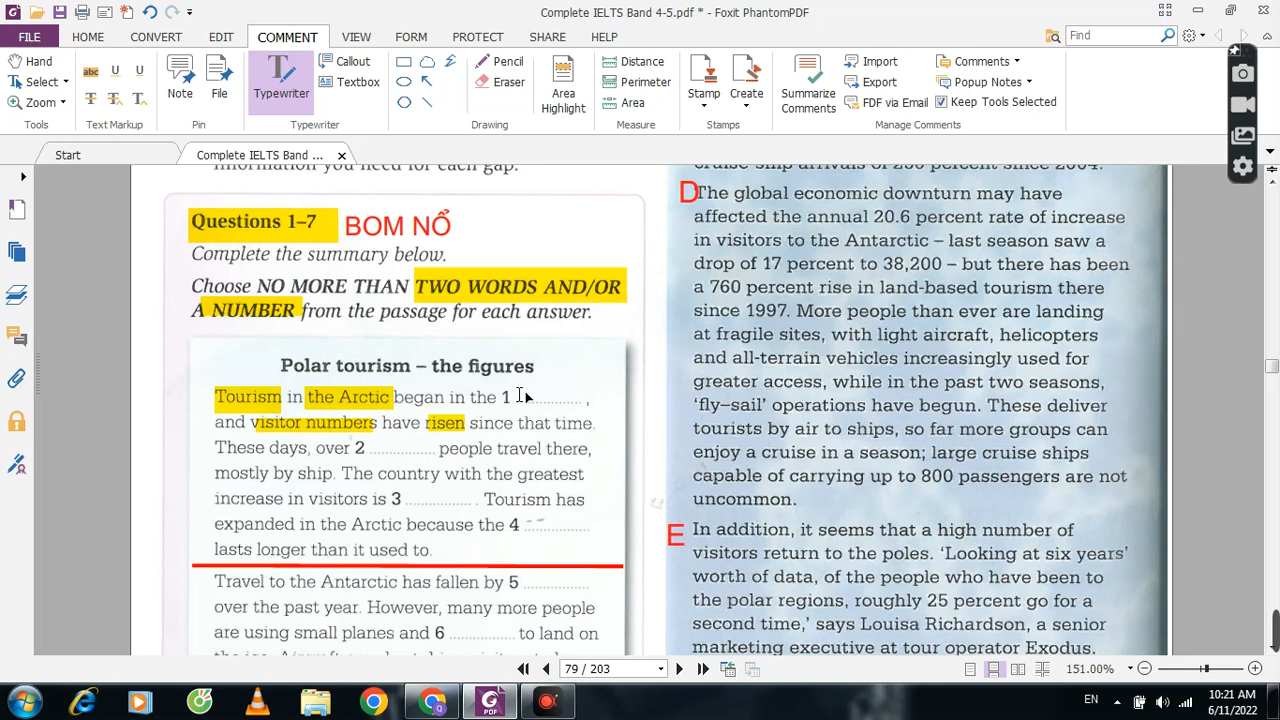 Complete IELTS Band 4-5.pdf * - Foxit PhantomPDF
FILE HOME CONVERT EDIT COMMENT VIEW FORM PROTECT SHARE HELP
Find
Hand
Select
Zoom
Tools
abc U U
T T T
Text Markup
Note
File
Pin
Typewriter
Callout
Textbox
Typewriter
Pencil
Eraser
Area Highlight
Drawing
Distance
Perimeter
Area
Measure
Stamp
Create
Stamps
Summarize Comments
Import
Export
FDF via Email
Comments
Popup Notes
Keep Tools Selected
Manage Comments
Start
Complete IELTS Band ...
information you need for each gap.
Questions 1–7 BOM NỔ
Complete the summary below.
Choose NO MORE THAN TWO WORDS AND/OR
A NUMBER from the passage for each answer.
Polar tourism – the figures
Tourism in the Arctic began in the 1 ............ ,
and visitor numbers have risen since that time.
These days, over 2 ............ people travel there,
mostly by ship. The country with the greatest
increase in visitors is 3 ............ . Tourism has
expanded in the Arctic because the 4 ............
lasts longer than it used to.
Travel to the Antarctic has fallen by 5 ............
over the past year. However, many more people
are using small planes and 6 ............ to land on
cruise ship arrivals of 250 percent since 2004.
D The global economic downturn may have
affected the annual 20.6 percent rate of increase
in visitors to the Antarctic – last season saw a
drop of 17 percent to 38,200 – but there has been
a 760 percent rise in land-based tourism there
since 1997. More people than ever are landing
at fragile sites, with light aircraft, helicopters
and all-terrain vehicles increasingly used for
greater access, while in the past two seasons,
'fly–sail' operations have begun. These deliver
tourists by air to ships, so far more groups can
enjoy a cruise in a season; large cruise ships
capable of carrying up to 800 passengers are not
uncommon.
E In addition, it seems that a high number of
visitors return to the poles. 'Looking at six years'
worth of data, of the people who have been to
the polar regions, roughly 25 percent go for a
second time,' says Louisa Richardson, a senior
marketing executive at tour operator Exodus.
79 / 203
151.00%
EN
10:21 AM
6/11/2022